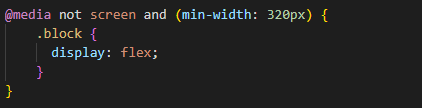 @media not screen and (min-width: 320px) {
    .block {
      display: flex;
    }
}